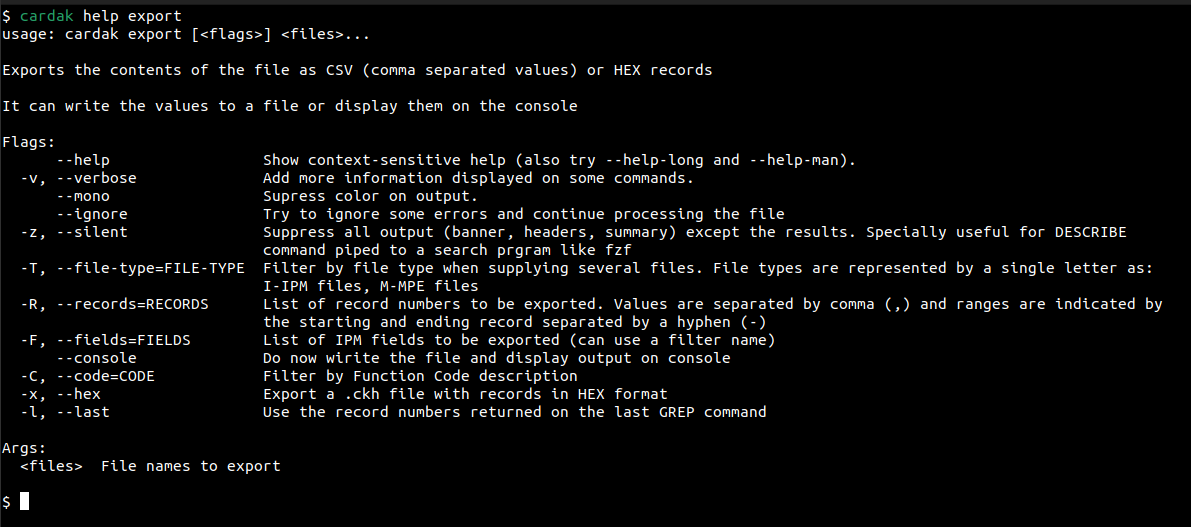 $ cardak help export
usage: cardak export [<flags>] <files>...
Exports the contents of the file as CSV (comma separated values) or HEX records
It can write the values to a file or display them on the console
Flags:
--help Show context-sensitive help (also try --help-long and --help-man).
-v, --verbose Add more information displayed on some commands.
--mono Supress color on output.
--ignore Try to ignore some errors and continue processing the file
-z, --silent Suppress all output (banner, headers, summary) except the results. Specially useful for DESCRIBE
command piped to a search prgram like fzf
-T, --file-type=FILE-TYPE Filter by file type when supplying several files. File types are represented by a single letter as:
I-IPM files, M-MPE files
-R, --records=RECORDS List of record numbers to be exported. Values are separated by comma (,) and ranges are indicated by
the starting and ending record separated by a hyphen (-)
-F, --fields=FIELDS List of IPM fields to be exported (can use a filter name)
--console Do now wirite the file and display output on console
-C, --code=CODE Filter by Function Code description
-x, --hex Export a .ckh file with records in HEX format
-l, --last Use the record numbers returned on the last GREP command
Args:
<files> File names to export
$